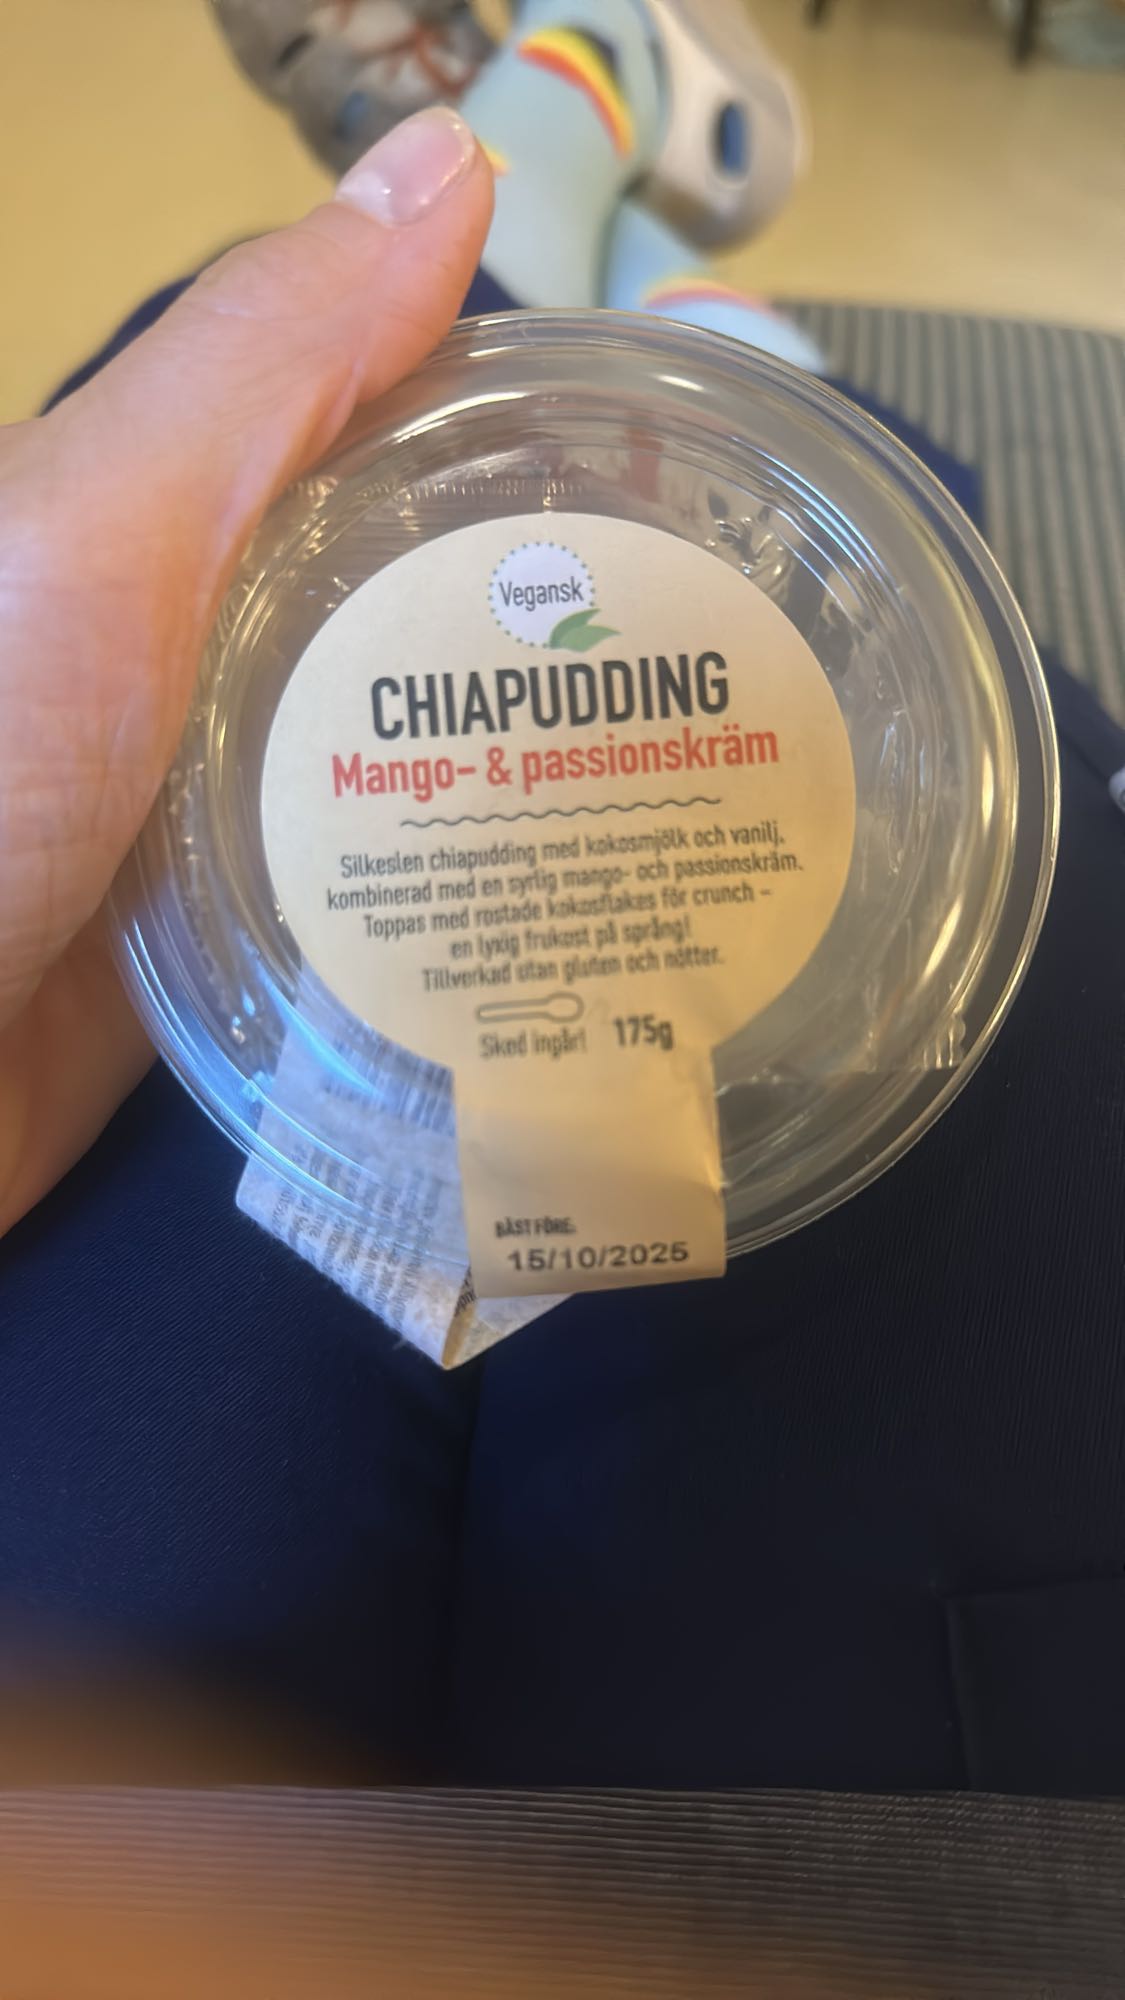 Vegansk
CHIAPUDDING
Mango- & passionskräm
Silkeslen chiapudding med kokosmjölk och vanilj,
kombinerad med en syrlig mango- och passionskräm.
Toppas med rostade kokosflakes för crunch –
en lyxig frukost på språng!
Tillverkad utan gluten och nötter.
Sked ingår! 175g
BÄST FÖRE:
15/10/2025